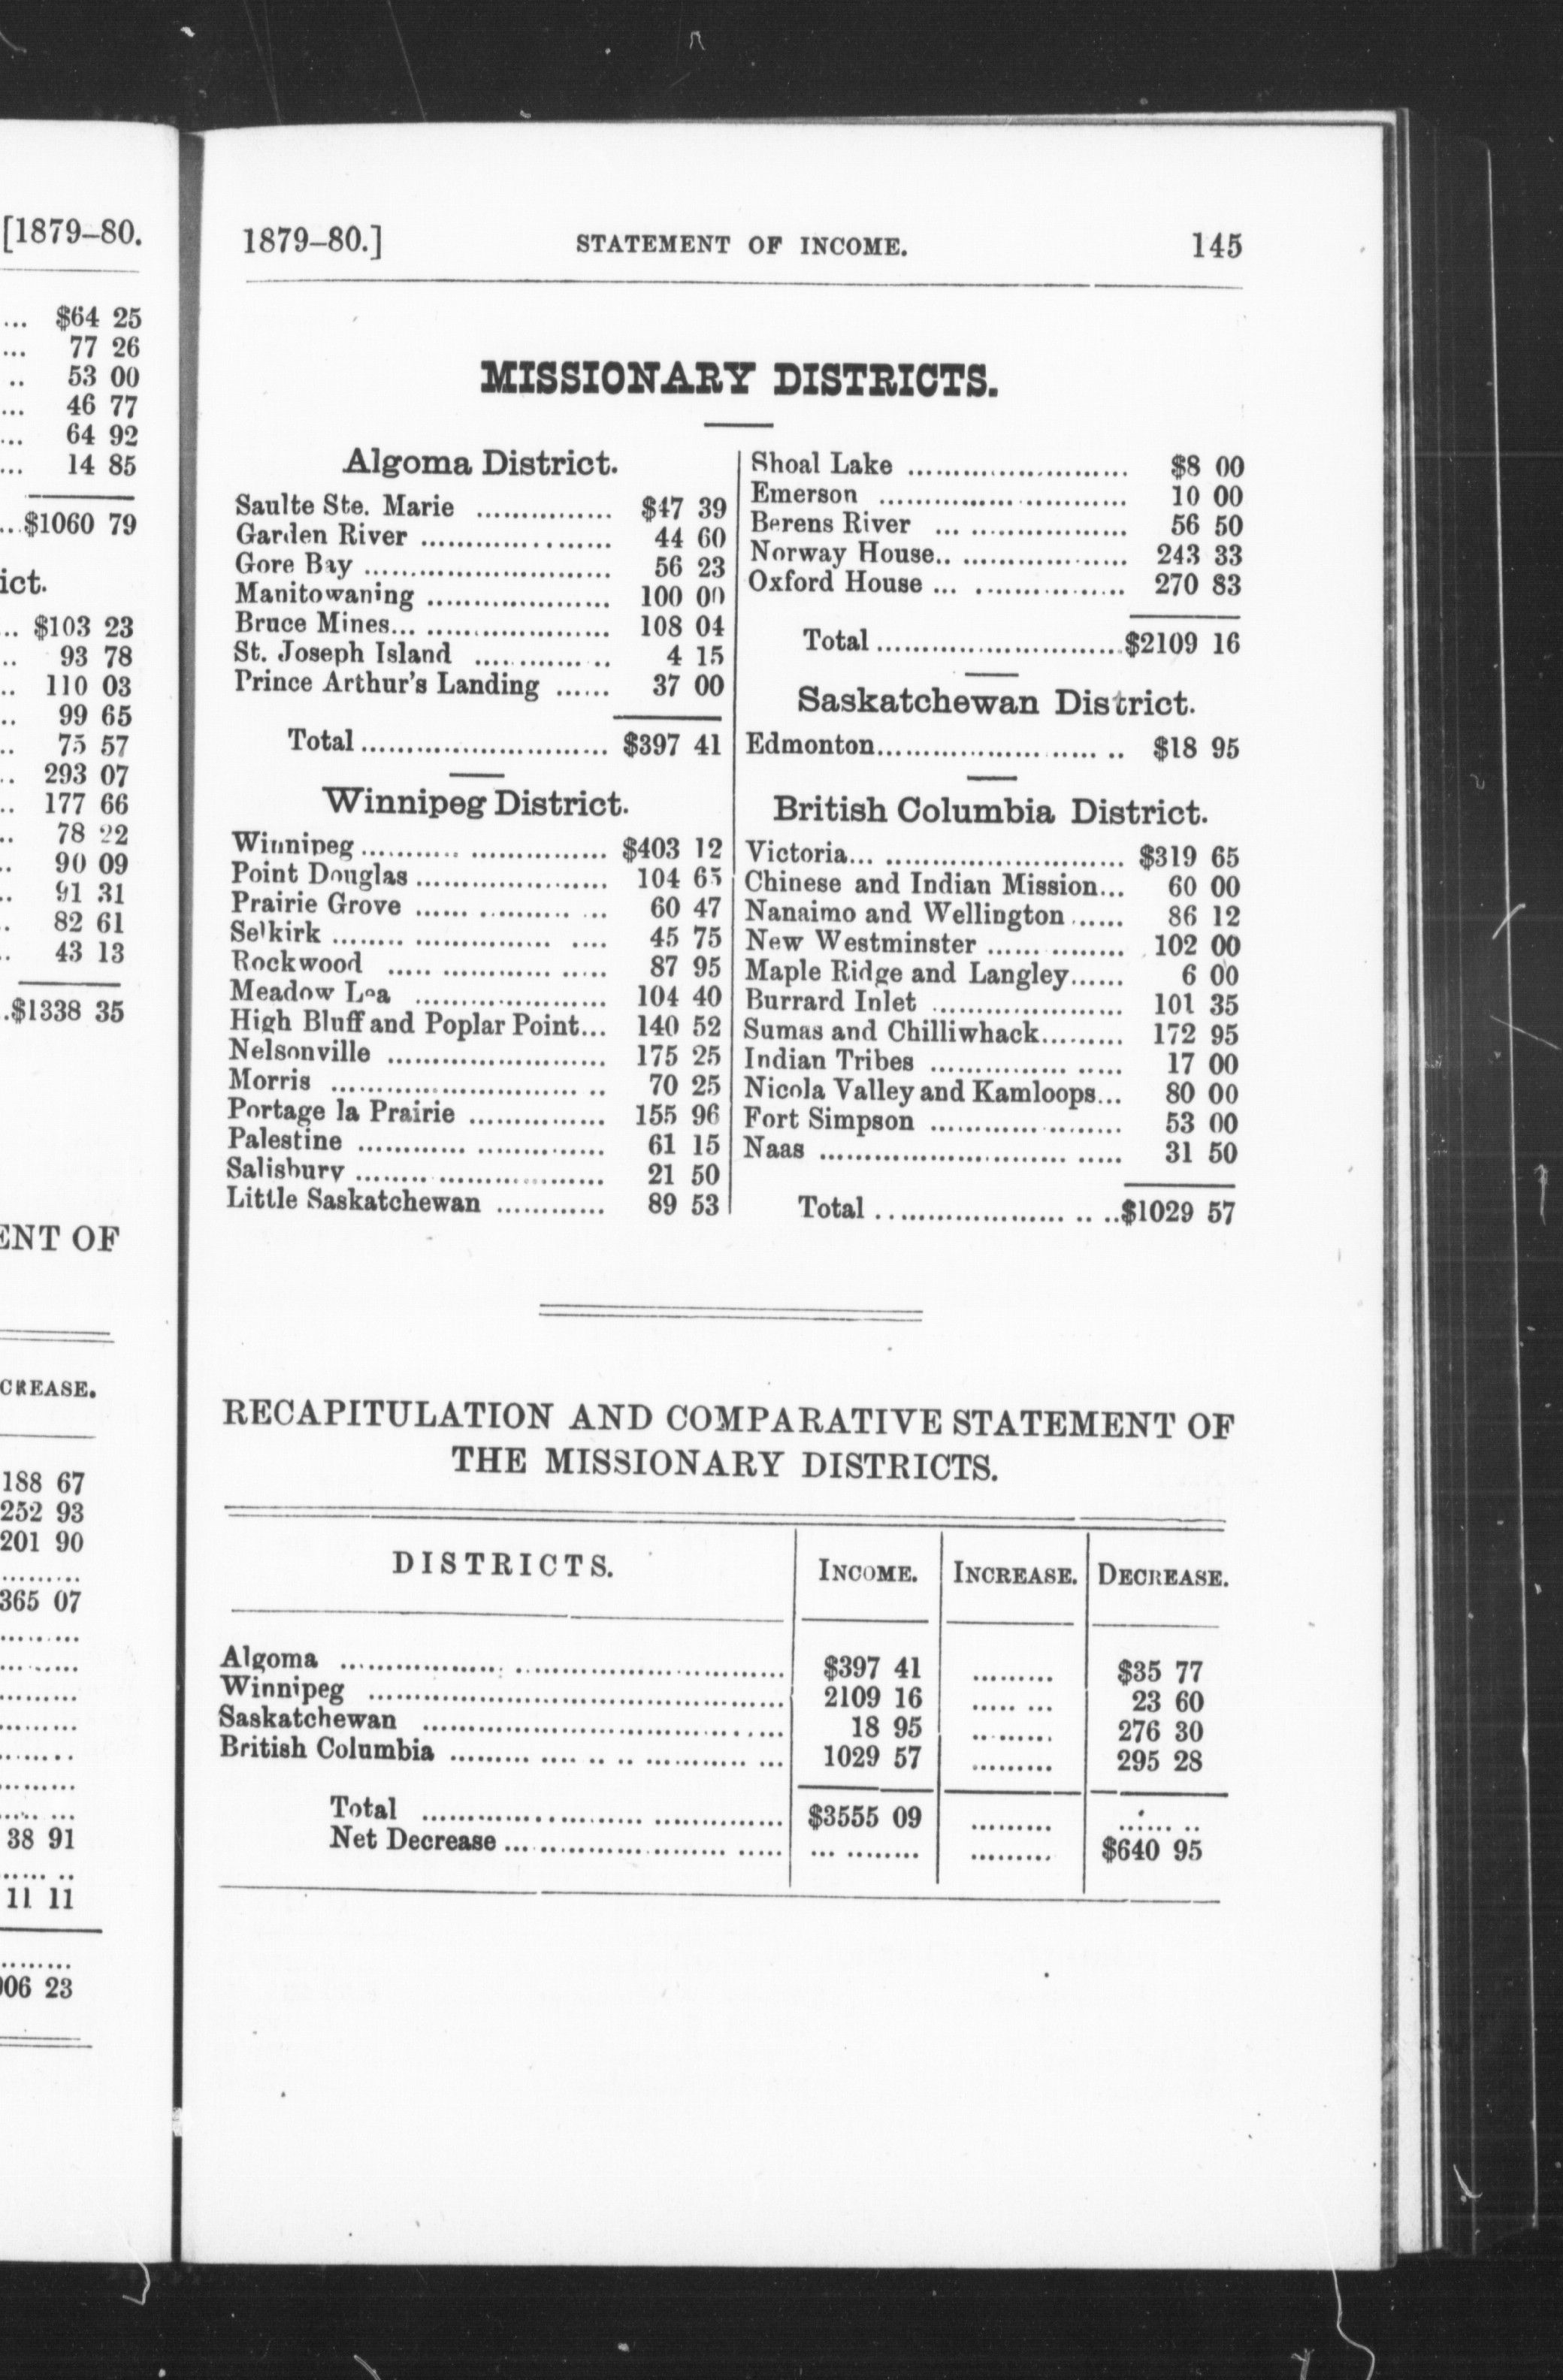 [1879–80.
... $64 25
... 77 26
.. 53 00
... 46 77
... 64 92
... 14 85
...$1060 79
ict.
.. $103 23
.. 93 78
.. 110 03
.. 99 65
.. 75 57
.. 293 07
.. 177 66
.. 78 22
.. 90 09
.. 91 31
.. 82 61
.. 43 13
..$1338 35
ENT OF
CREASE.
188 67
252 93
201 90
.........
365 07
.........
.........
.........
.........
.........
.........
.........
38 91
.........
11 11
.........
06 23
1879–80.] STATEMENT OF INCOME. 145
MISSIONARY DISTRICTS.
Algoma District.
Saulte Ste. Marie ............... $47 39
Garden River ..................... 44 60
Gore Bay ........................... 56 23
Manitowaning .................... 100 00
Bruce Mines........................ 108 04
St. Joseph Island ............... 4 15
Prince Arthur's Landing ...... 37 00
Total........................... $397 41
Winnipeg District.
Winnipeg........................... $403 12
Point Douglas ..................... 104 65
Prairie Grove ..................... 60 47
Selkirk ........................... 45 75
Rockwood ........................ 87 95
Meadow Lea ..................... 104 40
High Bluff and Poplar Point... 140 52
Nelsonville ........................ 175 25
Morris .............................. 70 25
Portage la Prairie ............... 155 96
Palestine ........................... 61 15
Salisbury ........................... 21 50
Little Saskatchewan ............ 89 53
Shoal Lake ........................ $8 00
Emerson ........................... 10 00
Berens River ..................... 56 50
Norway House..................... 243 33
Oxford House ..................... 270 83
Total...........................$2109 16
Saskatchewan District.
Edmonton........................... $18 95
British Columbia District.
Victoria.............................. $319 65
Chinese and Indian Mission... 60 00
Nanaimo and Wellington ...... 86 12
New Westminster ............... 102 00
Maple Ridge and Langley...... 6 00
Burrard Inlet ..................... 101 35
Sumas and Chilliwhack......... 172 95
Indian Tribes ..................... 17 00
Nicola Valley and Kamloops... 80 00
Fort Simpson ..................... 53 00
Naas ................................. 31 50
Total ...........................$1029 57
RECAPITULATION AND COMPARATIVE STATEMENT OF
THE MISSIONARY DISTRICTS.
DISTRICTS. INCOME. INCREASE. DECREASE.
Algoma ................................................ $397 41 ......... $35 77
Winnipeg ............................................. 2109 16 ......... 23 60
Saskatchewan ....................................... 18 95 ......... 276 30
British Columbia .................................... 1029 57 ......... 295 28
Total .......................................... $3555 09 ......... .........
Net Decrease ................................. ......... ......... $640 95